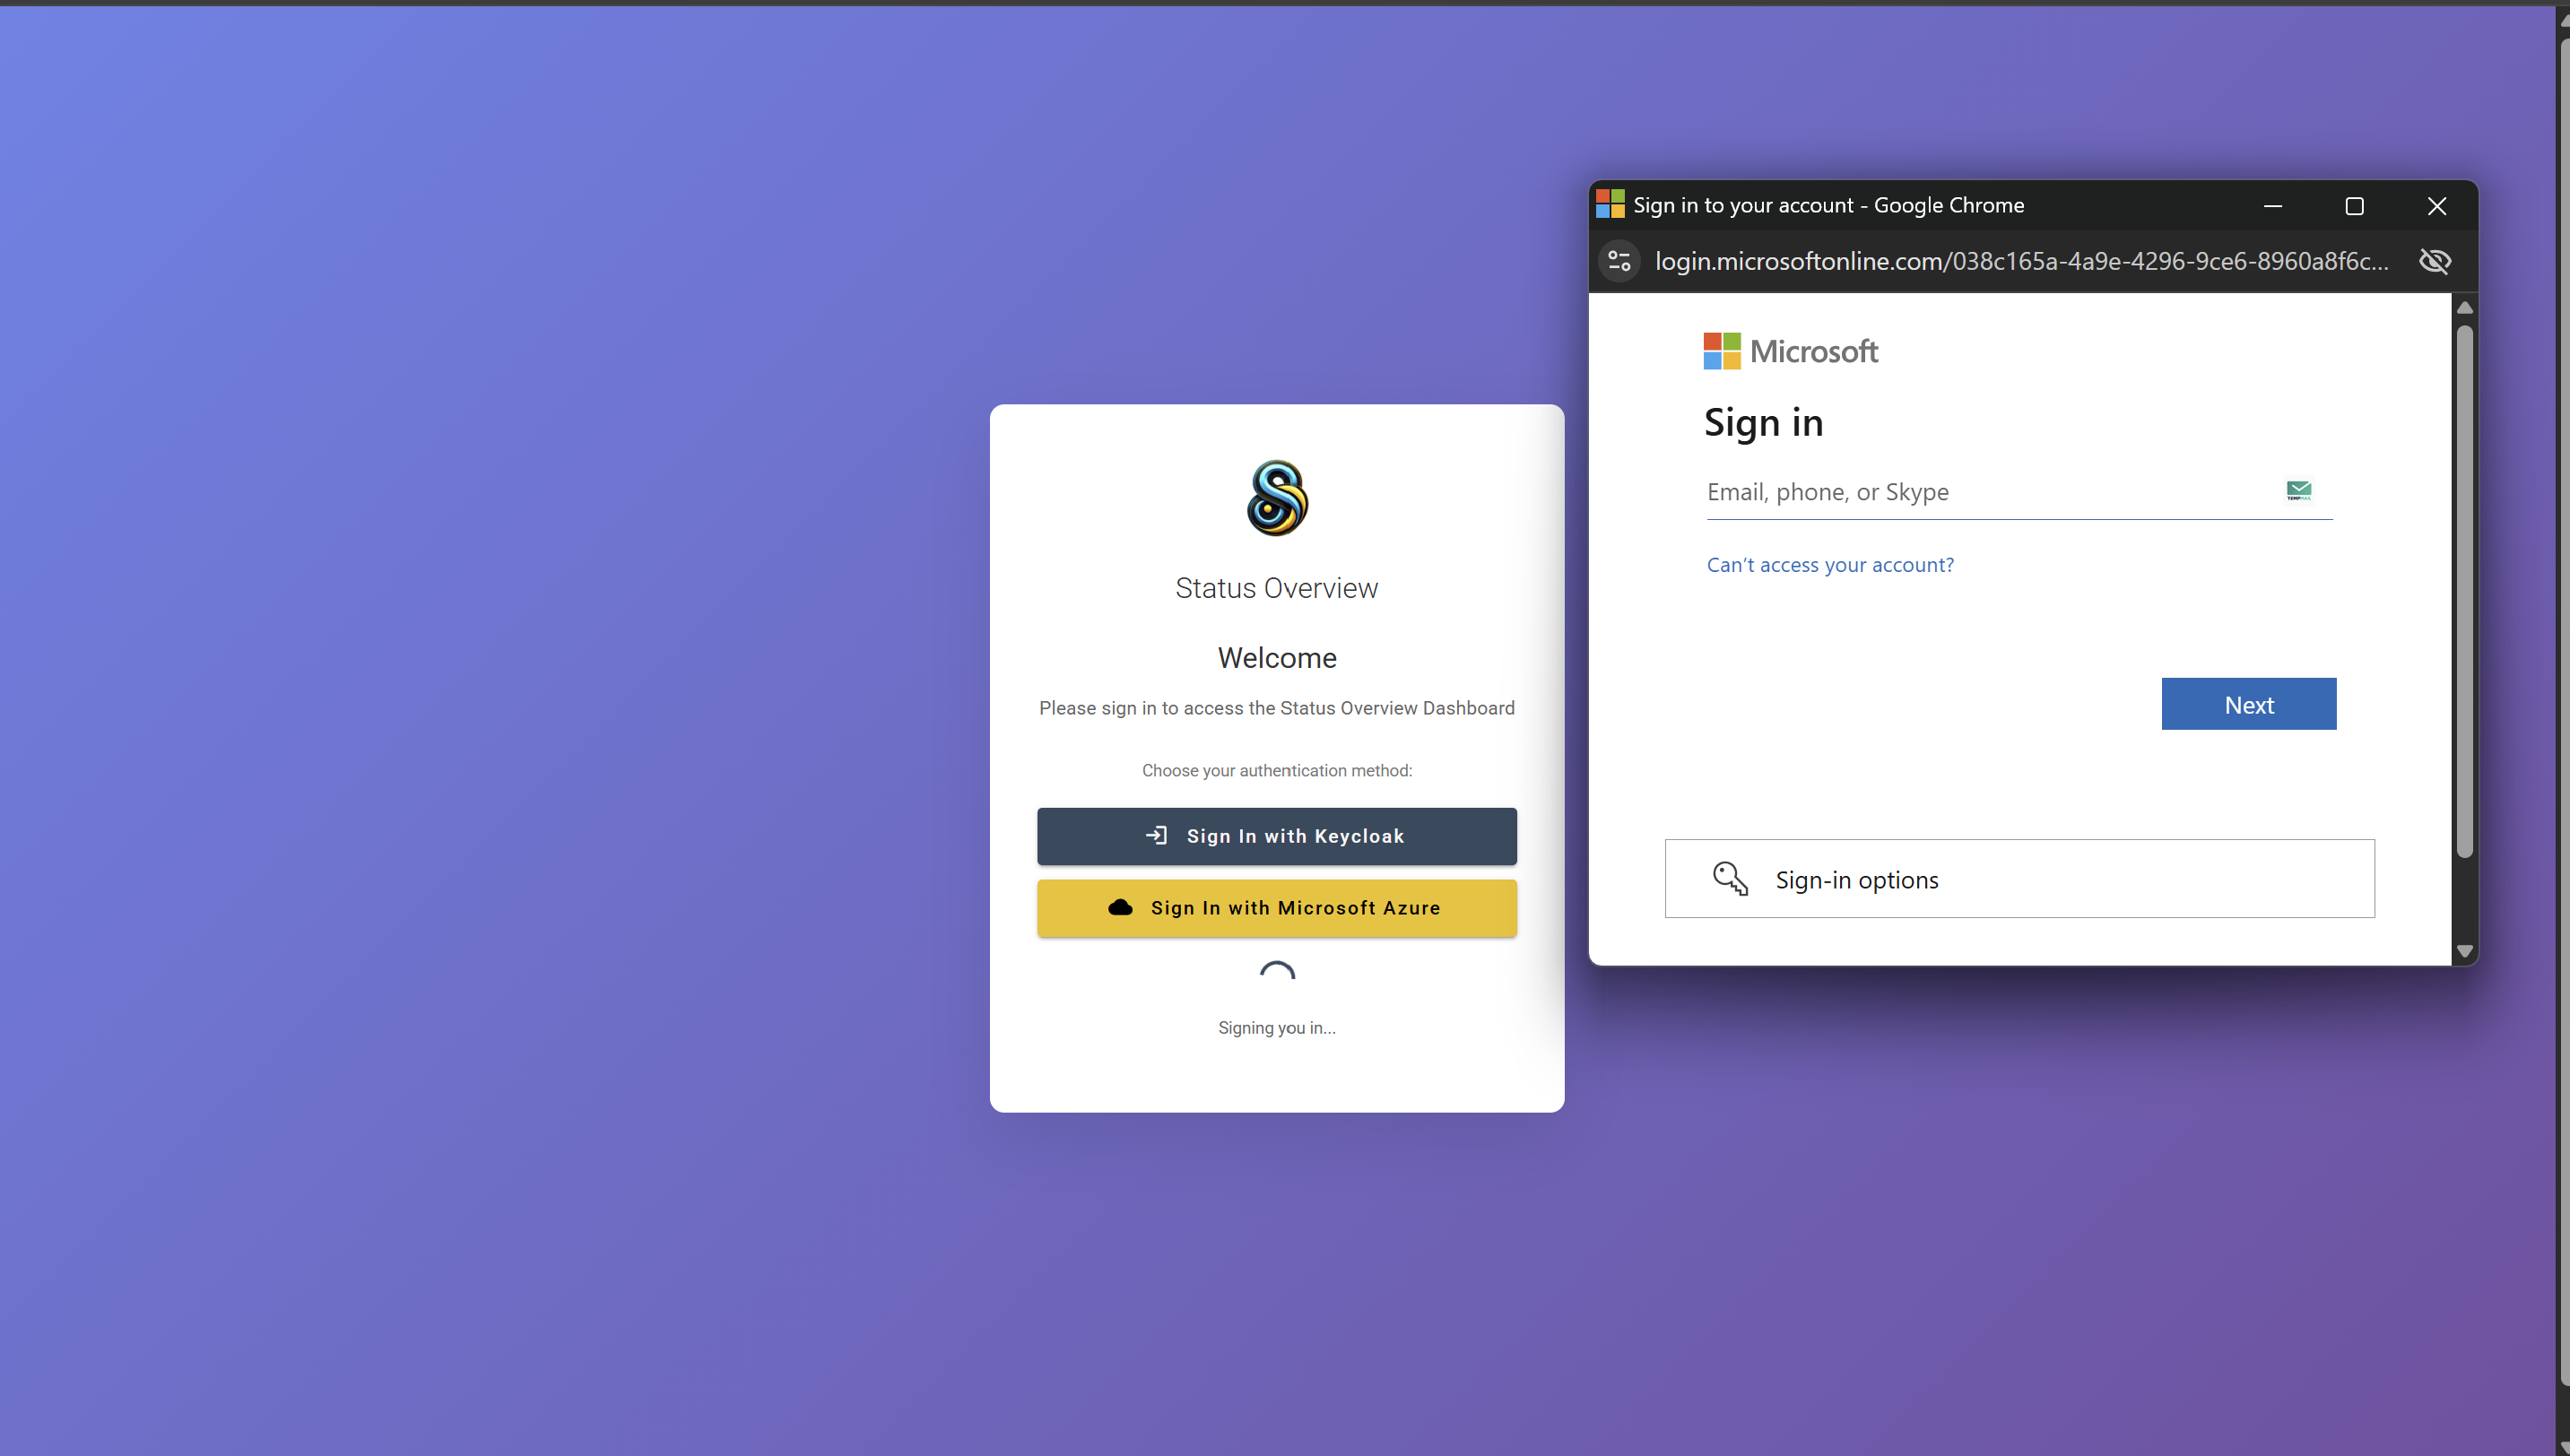 Status Overview
Welcome
Please sign in to access the Status Overview Dashboard
Choose your authentication method:
Sign In with Keycloak
Sign In with Microsoft Azure
Signing you in...
Sign in to your account - Google Chrome
login.microsoftonline.com/038c165a-4a9e-4296-9ce6-8960a8f6c...
Microsoft
Sign in
Email, phone, or Skype
TEMPMAIL
Can't access your account?
Next
Sign-in options